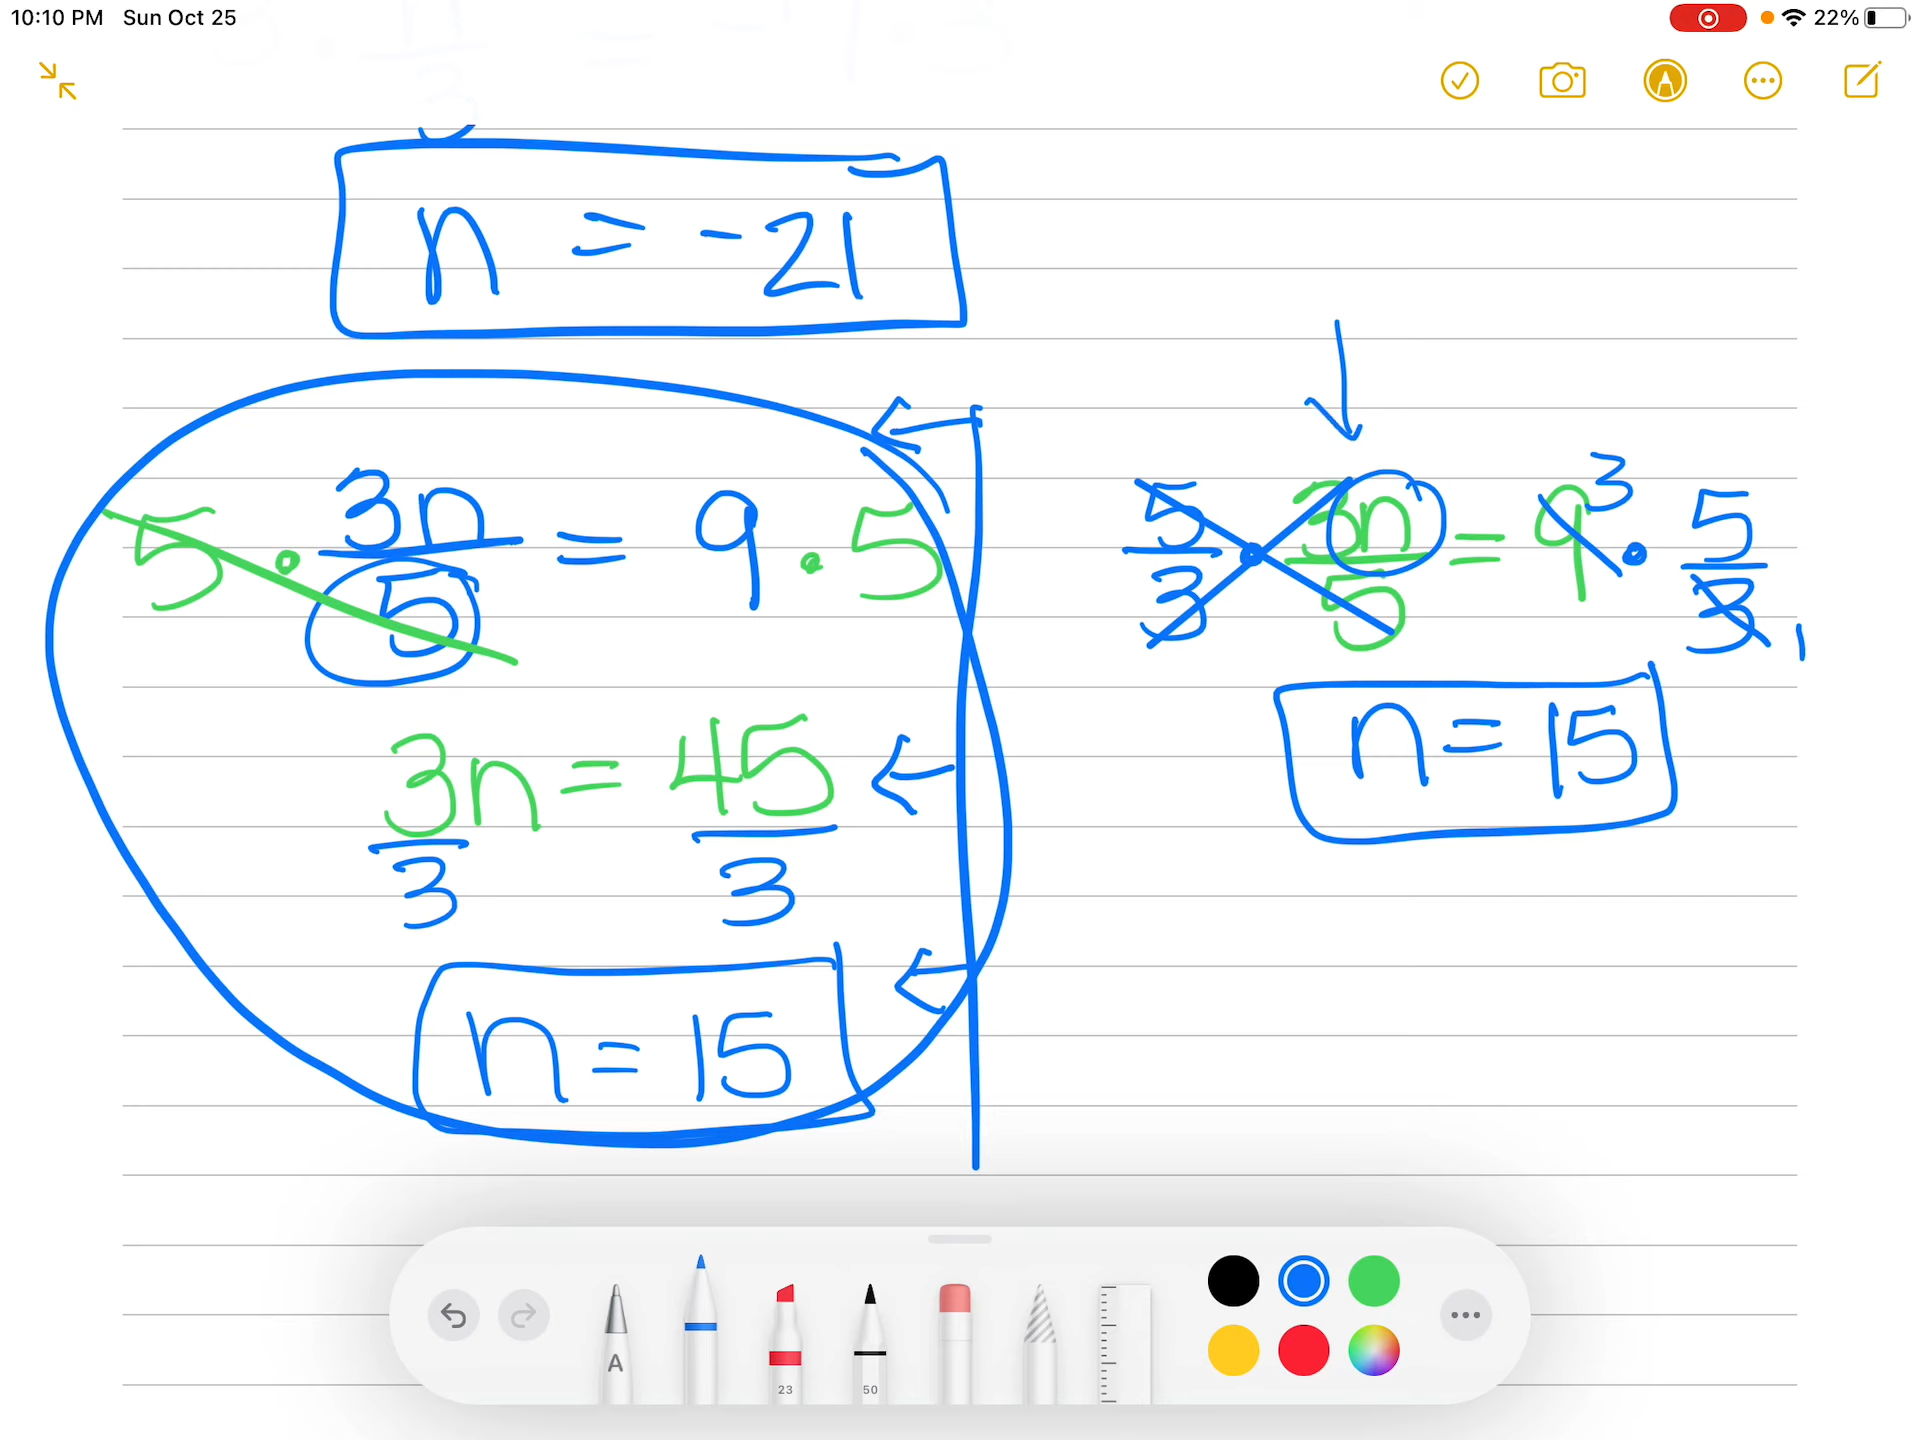 10:10 PM Sun Oct 25 22%
n = -21
5 · 3n/5 = 9 · 5
3n = 45
3 3
n = 15
5/3 · 3n/5 = 9 3 · 5/3 1
n = 15
A 23 50